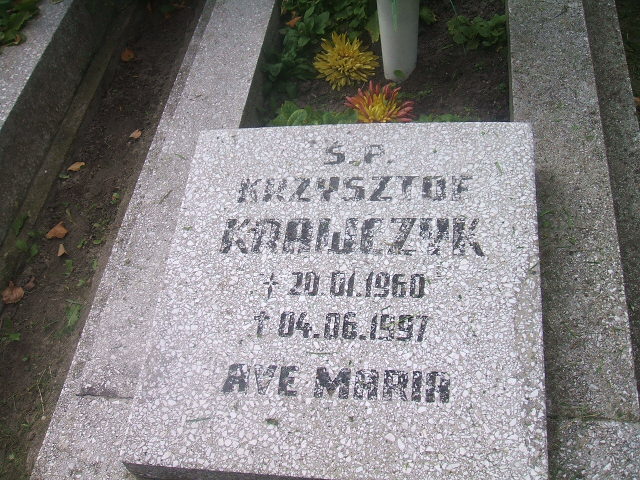 Ś.P.
KRZYSZTOF
KRAWCZYK
+ 20.01.1960
† 04.06.1997
AVE MARIA